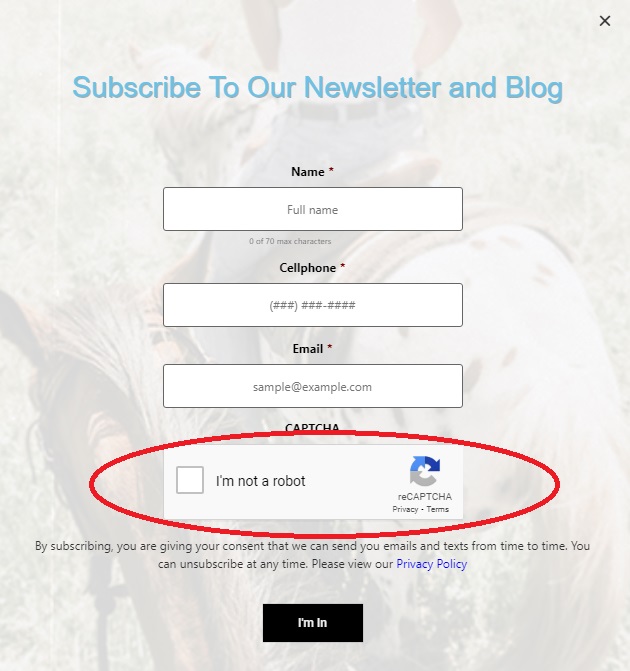 Subscribe To Our Newsletter and Blog
Name *
Full name
0 of 70 max characters
Cellphone *
(###) ###-####
Email *
sample@example.com
CAPTCHA
I'm not a robot
reCAPTCHA
Privacy - Terms
By subscribing, you are giving your consent that we can send you emails and texts from time to time. You
can unsubscribe at any time. Please view our Privacy Policy
I'm In